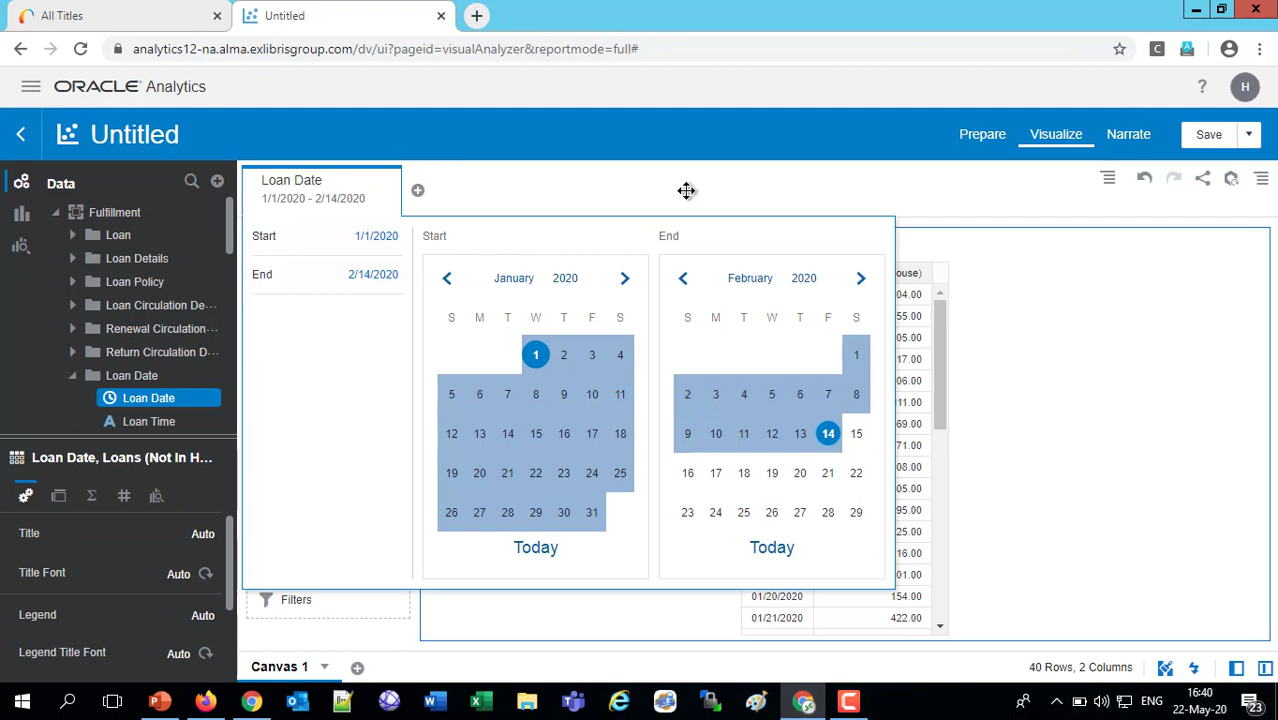 All Titles
Untitled
analytics12-na.alma.exlibrisgroup.com/dv/ui?pageid=visualAnalyzer&reportmode=full#
C
ORACLE Analytics
?
H
Untitled
Prepare
Visualize
Narrate
Save
Data
Fulfillment
Loan
Loan Details
Loan Policy
Loan Circulation De...
Renewal Circulation...
Return Circulation D...
Loan Date
Loan Date
A Loan Time
Loan Date, Loans (Not In H...
Title Auto
Title Font Auto
Legend Auto
Legend Title Font Auto
Loan Date
1/1/2020 - 2/14/2020
Start 1/1/2020
End 2/14/2020
Start
January 2020
S M T W T F S
1 2 3 4
5 6 7 8 9 10 11
12 13 14 15 16 17 18
19 20 21 22 23 24 25
26 27 28 29 30 31
Today
End
February 2020
S M T W T F S
1
2 3 4 5 6 7 8
9 10 11 12 13 14 15
16 17 18 19 20 21 22
23 24 25 26 27 28 29
Today
ouse)
04.00
55.00
05.00
17.00
06.00
11.00
69.00
71.00
08.00
05.00
95.00
16.00
01.00
01/20/2020 154.00
01/21/2020 422.00
Filters
Canvas 1
40 Rows, 2 Columns
ENG
16:40
22-May-20
23